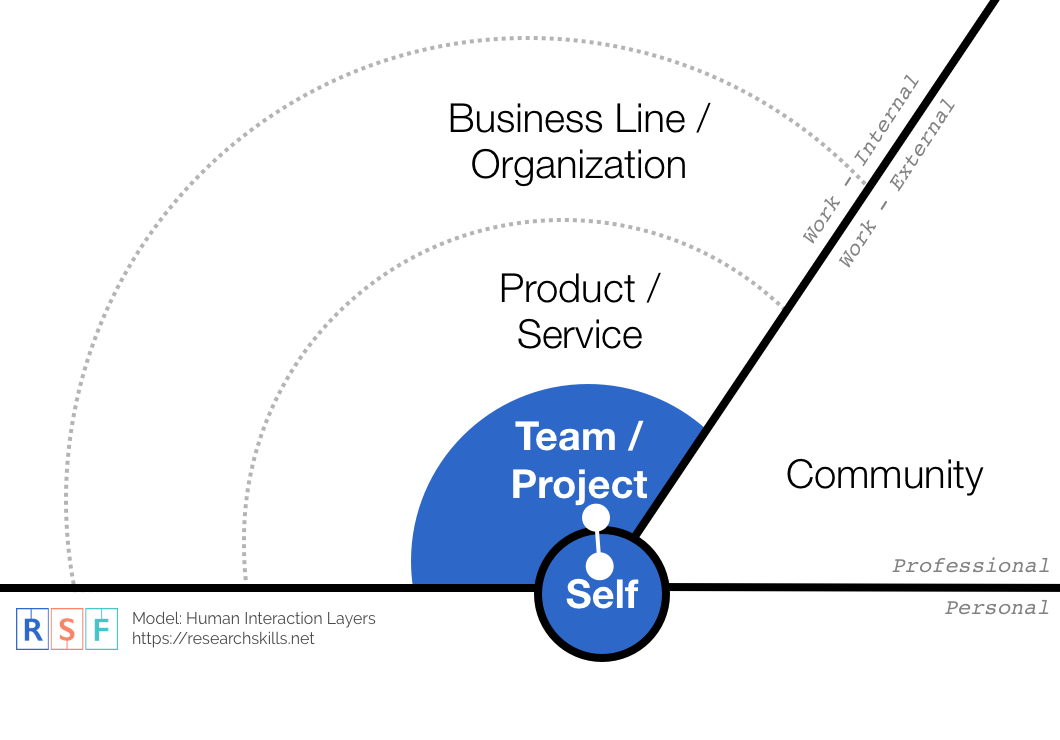 Business Line /
Organization
Work - Internal
Work - External
Product /
Service
Team /
Project
Community
Self
Professional
Personal
R S F
Model: Human Interaction Layers
https://researchskills.net